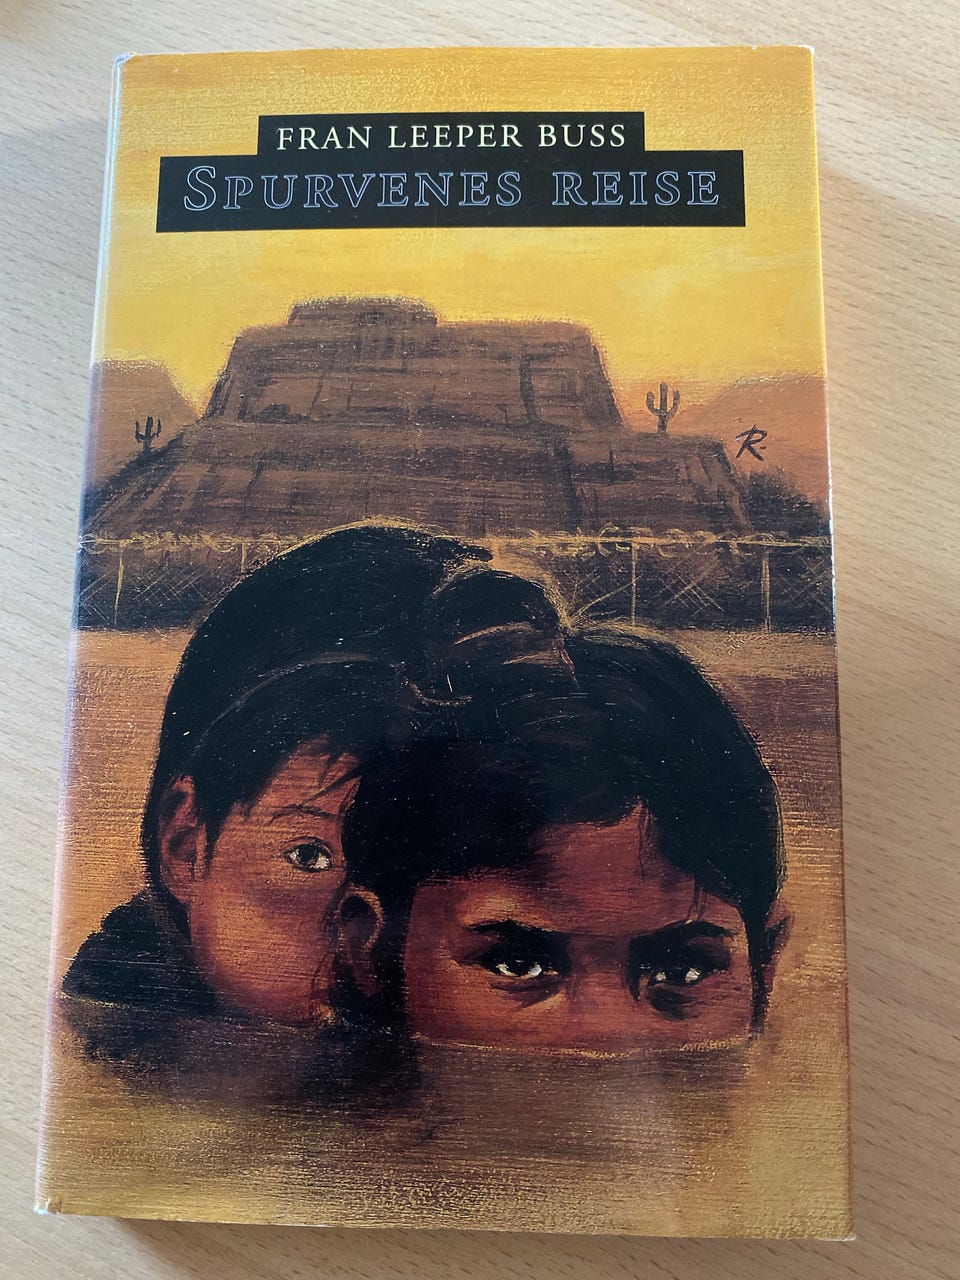 FRAN LEEPER BUSS
SPURVENES REISE
R.